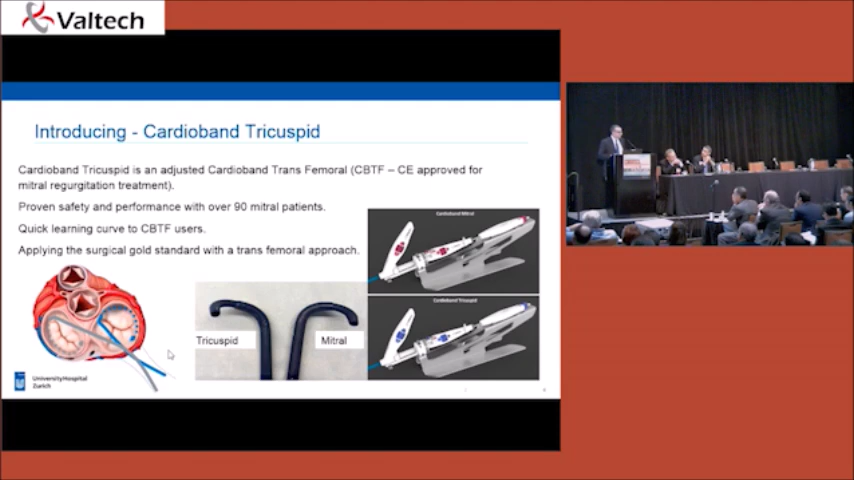 Valtech
Introducing - Cardioband Tricuspid
Cardioband Tricuspid is an adjusted Cardioband Trans Femoral (CBTF – CE approved for
mitral regurgitation treatment).
Proven safety and performance with over 90 mitral patients.
Quick learning curve to CBTF users.
Applying the surgical gold standard with a trans femoral approach.
Cardioband Mitral
Cardioband Tricuspid
Tricuspid
Mitral
UniversityHospital
Zurich